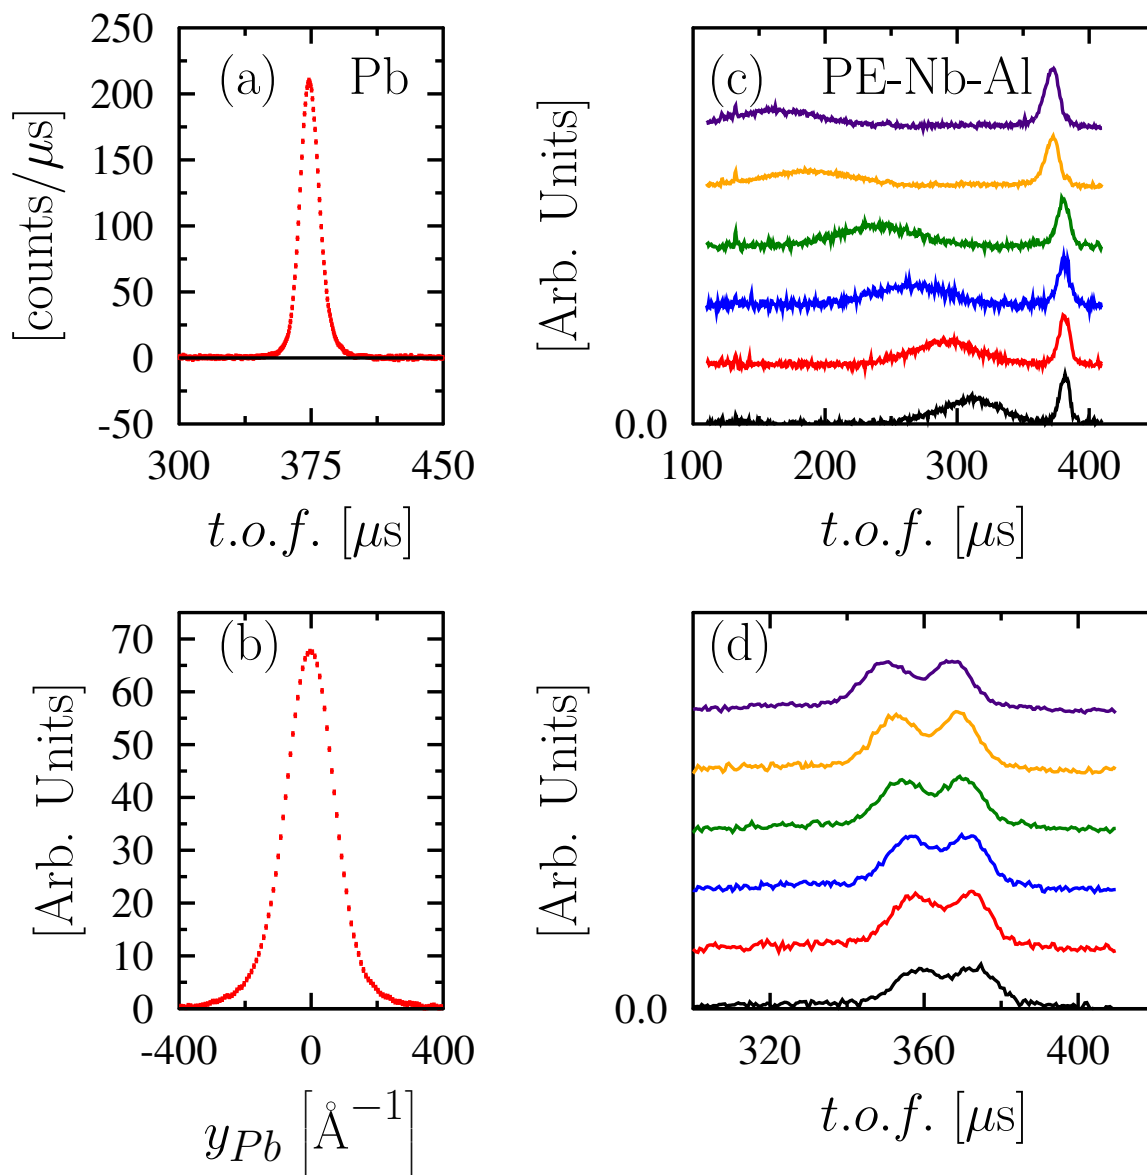 (a) Pb
[counts/μs]
250
200
150
100
50
0
-50
300 375 450
t.o.f. [μs]
(c) PE-Nb-Al
[Arb. Units]
0.0
100 200 300 400
t.o.f. [μs]
(b)
[Arb. Units]
70
60
50
40
30
20
10
0
-400 0 400
y_{Pb} [Å^{-1}]
(d)
[Arb. Units]
0.0
320 360 400
t.o.f. [μs]